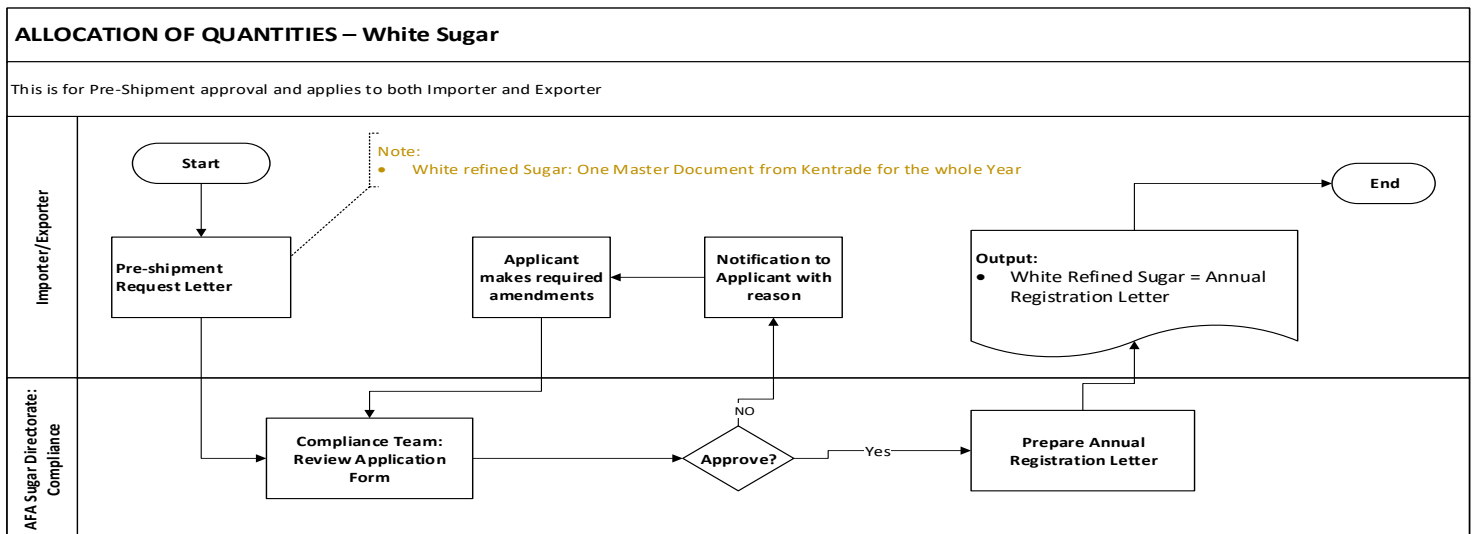 ALLOCATION OF QUANTITIES – White Sugar
This is for Pre-Shipment approval and applies to both Importer and Exporter
Importer/Exporter
Start
Note:
• White refined Sugar: One Master Document from Kentrade for the whole Year
End
Pre-shipment
Request Letter
Applicant
makes required
amendments
Notification to
Applicant with
reason
Output:
• White Refined Sugar = Annual
Registration Letter
AFA Sugar Directorate:
Compliance
Compliance Team:
Review Application
Form
NO
Approve?
Yes
Prepare Annual
Registration Letter